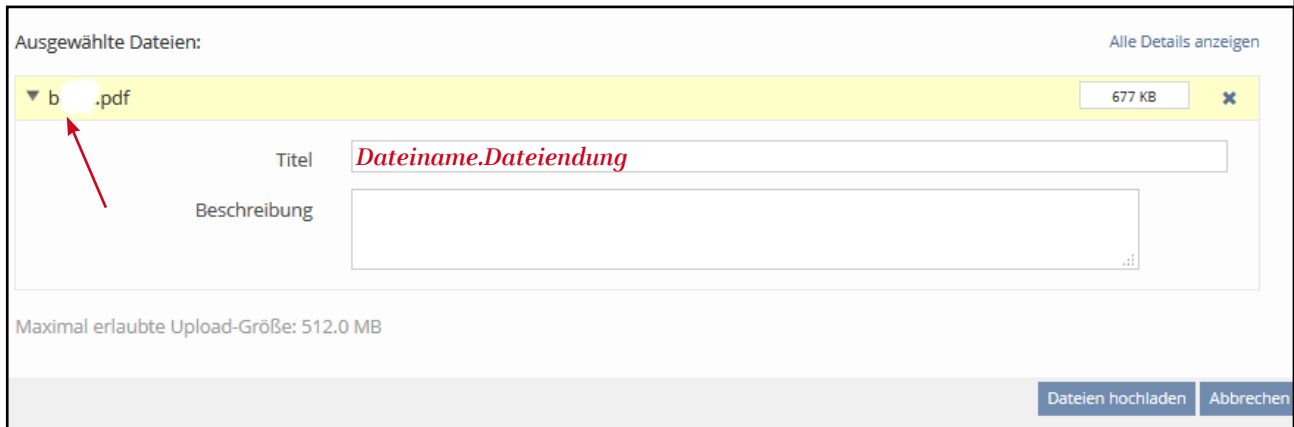 Ausgewählte Dateien:
Alle Details anzeigen
b .pdf
677 KB
Titel
Dateiname.Dateiendung
Beschreibung
Maximal erlaubte Upload-Größe: 512.0 MB
Dateien hochladen
Abbrechen